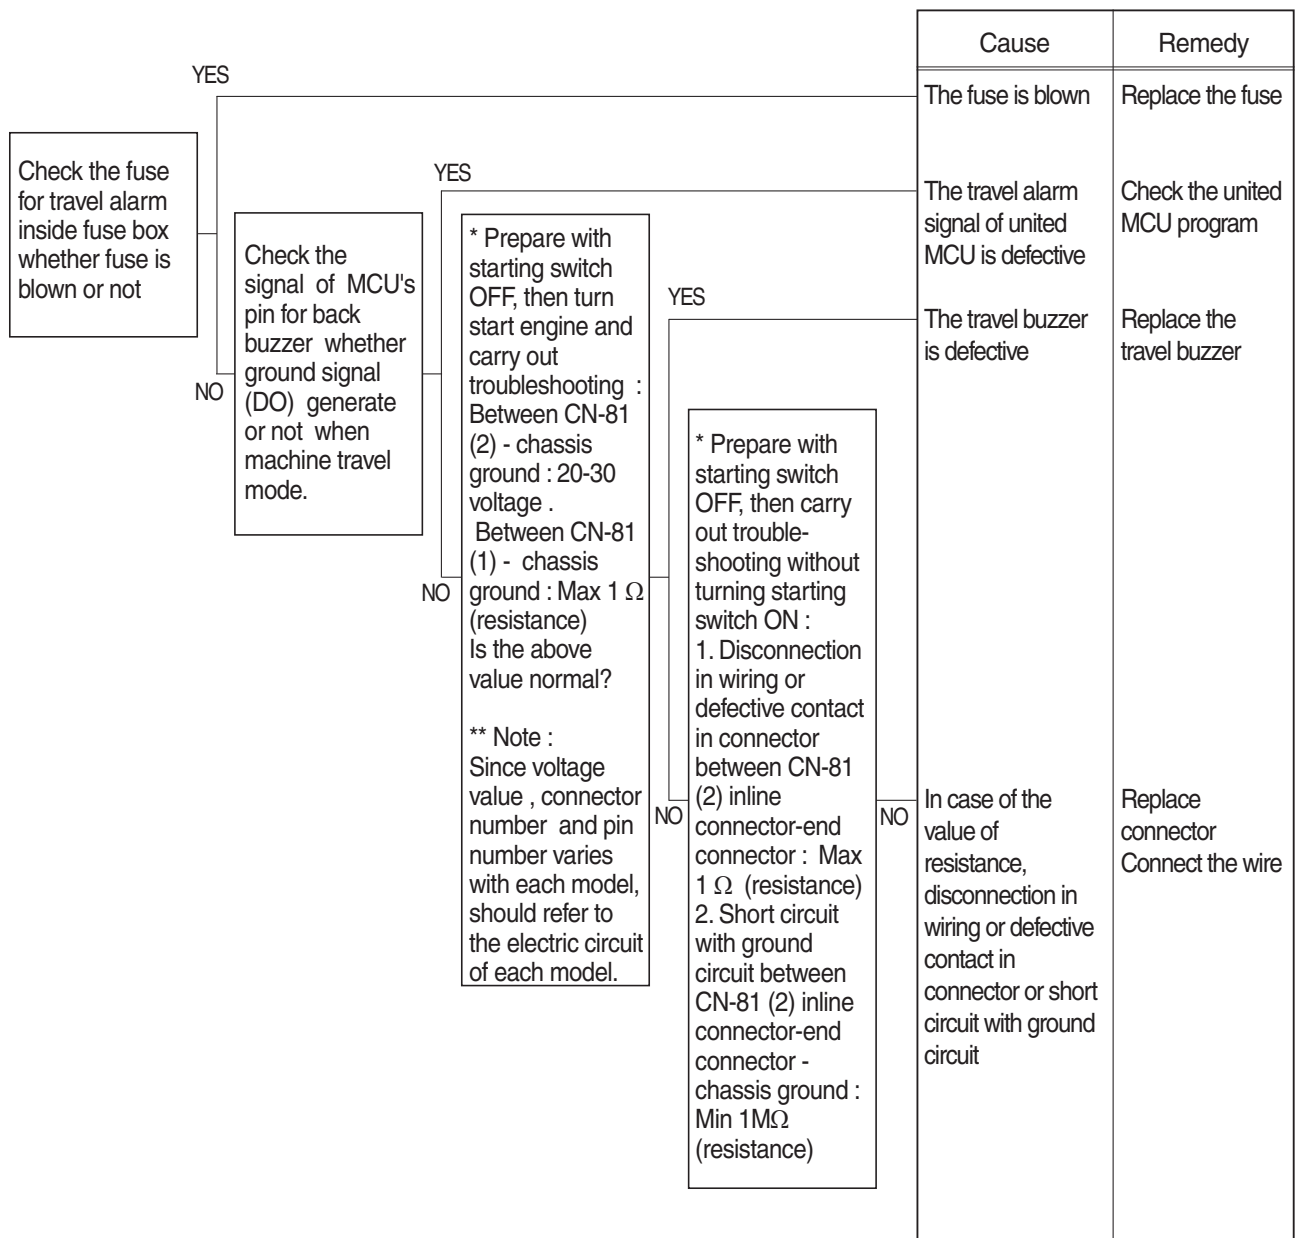 Cause
Remedy
YES
The fuse is blown
Replace the fuse
Check the fuse
for travel alarm
inside fuse box
whether fuse is
blown or not
NO
YES
The travel alarm
signal of united
MCU is defective
Check the united
MCU program
Check the
signal of MCU's
pin for back
buzzer whether
ground signal
(DO) generate
or not when
machine travel
mode.
NO
* Prepare with
starting switch
OFF, then turn
start engine and
carry out
troubleshooting :
Between CN-81
(2) - chassis
ground : 20-30
voltage .
Between CN-81
(1) - chassis
ground : Max 1 Ω
(resistance)
Is the above
value normal?
** Note :
Since voltage
value , connector
number and pin
number varies
with each model,
should refer to
the electric circuit
of each model.
YES
The travel buzzer
is defective
Replace the
travel buzzer
NO
* Prepare with
starting switch
OFF, then carry
out trouble-
shooting without
turning starting
switch ON :
1. Disconnection
in wiring or
defective contact
in connector
between CN-81
(2) inline
connector-end
connector : Max
1 Ω (resistance)
2. Short circuit
with ground
circuit between
CN-81 (2) inline
connector-end
connector -
chassis ground :
Min 1MΩ
(resistance)
NO
In case of the
value of
resistance,
disconnection in
wiring or defective
contact in
connector or short
circuit with ground
circuit
Replace
connector
Connect the wire